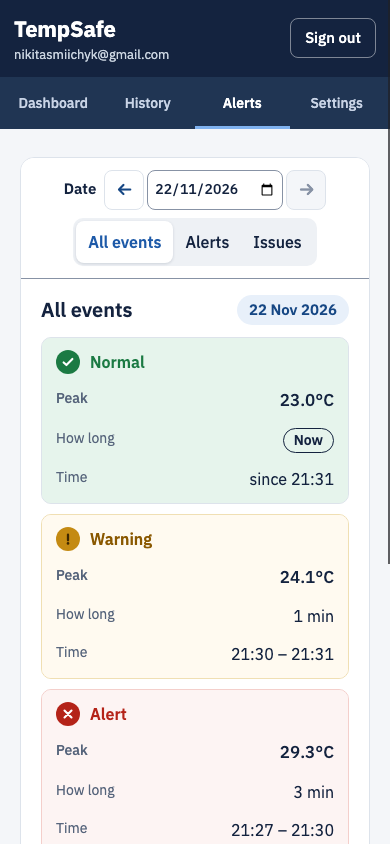 TempSafe
nikitasmiichyk@gmail.com
Sign out
Dashboard History Alerts Settings
Date 22/11/2026
All events Alerts Issues
All events 22 Nov 2026
Normal
Peak 23.0°C
How long Now
Time since 21:31
Warning
Peak 24.1°C
How long 1 min
Time 21:30 – 21:31
Alert
Peak 29.3°C
How long 3 min
Time 21:27 – 21:30